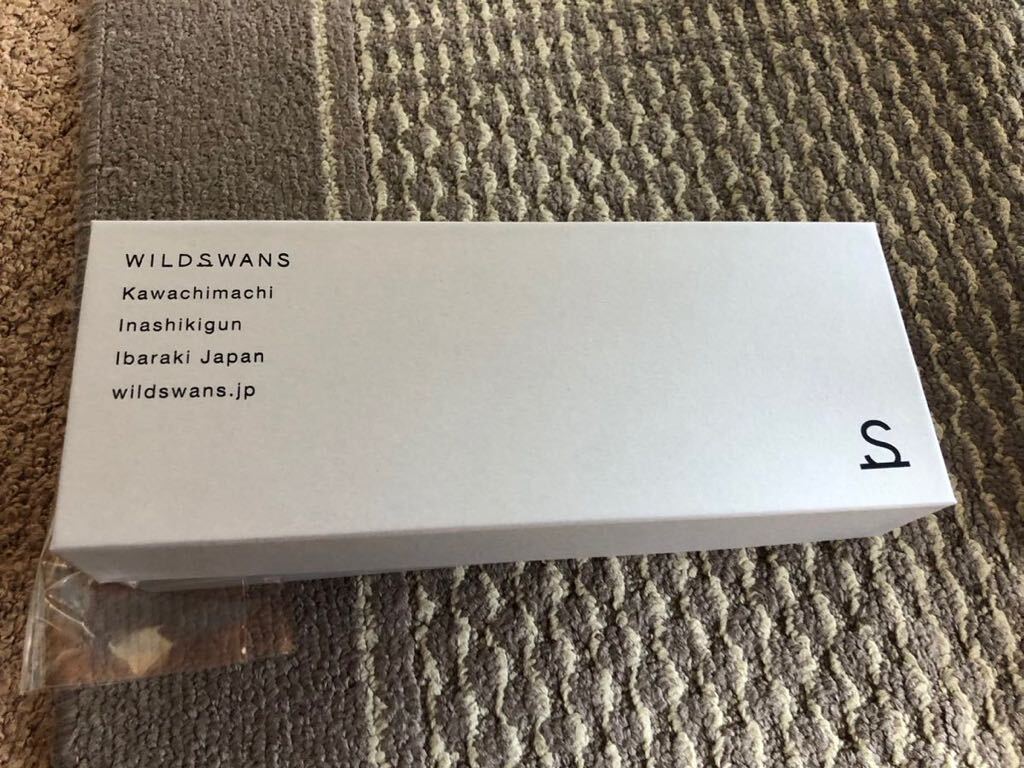 WILDSWANS
Kawachimachi
Inashikigun
Ibaraki Japan
wildswans.jp
S